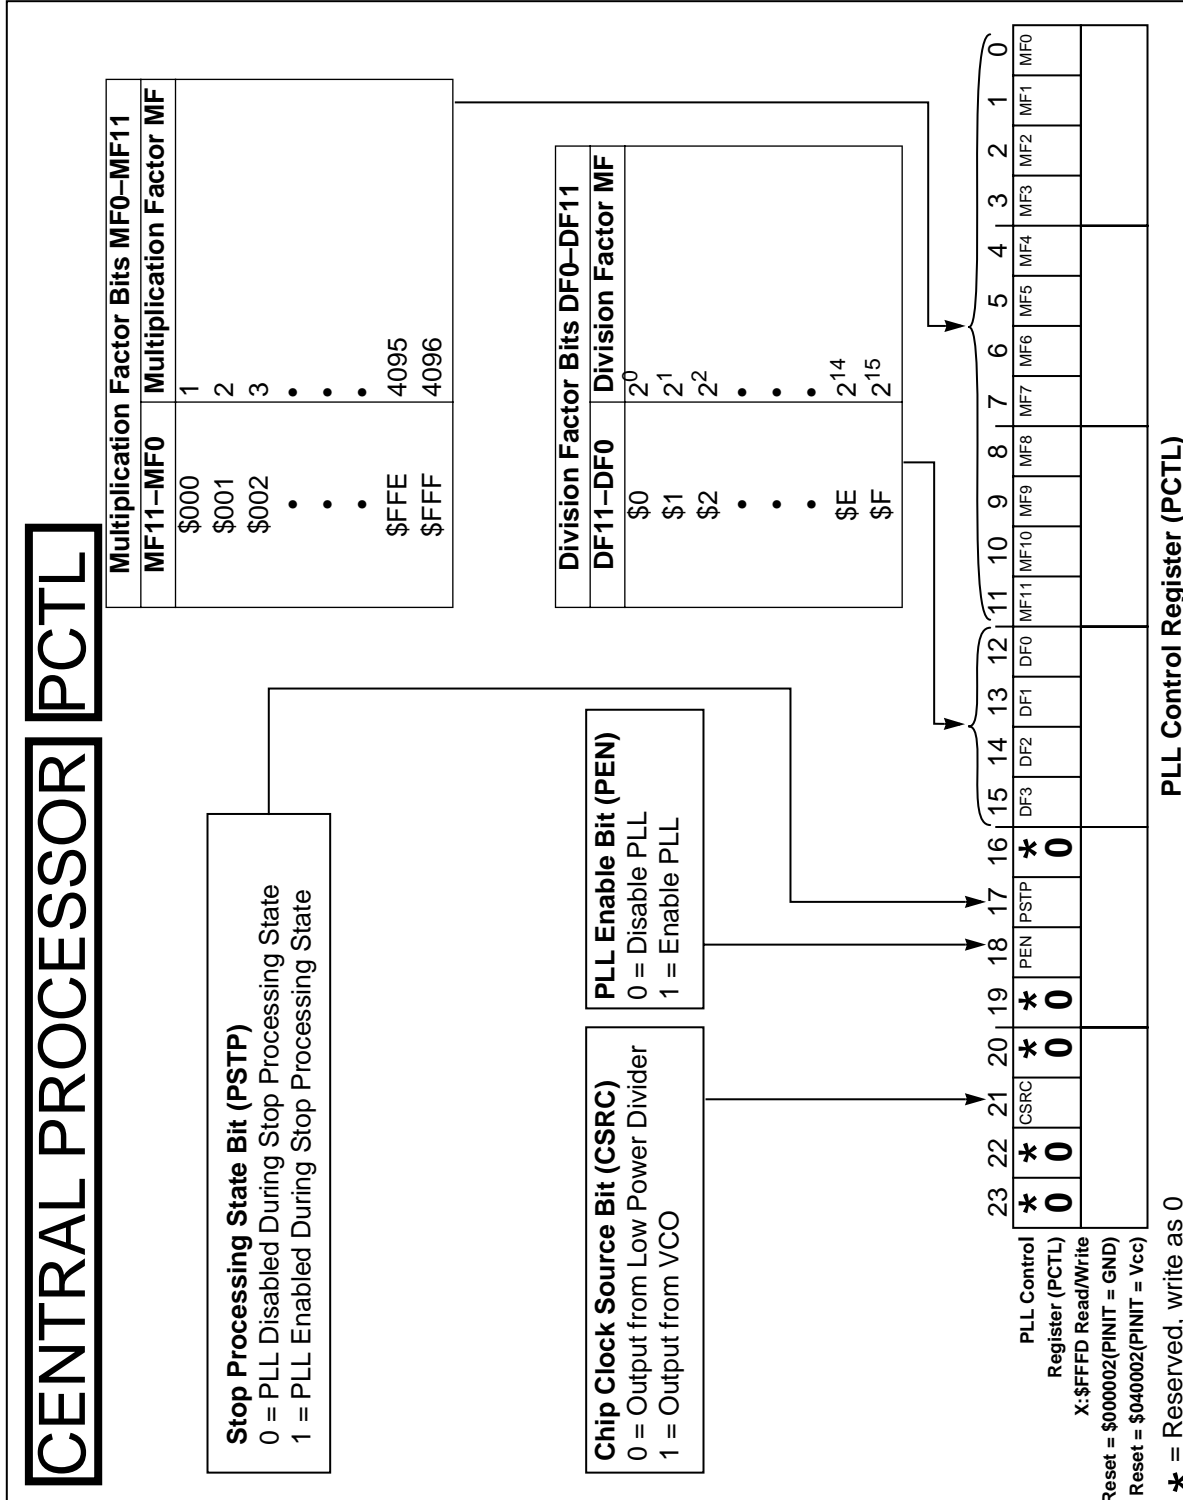 CENTRAL PROCESSOR PCTL
Stop Processing State Bit (PSTP)
0 = PLL Disabled During Stop Processing State
1 = PLL Enabled During Stop Processing State
Multiplication Factor Bits MF0–MF11
MF11–MF0 Multiplication Factor MF
$000 1
$001 2
$002 3
• •
• •
• •
$FFE 4095
$FFF 4096
Chip Clock Source Bit (CSRC)
0 = Output from Low Power Divider
1 = Output from VCO
PLL Enable Bit (PEN)
0 = Disable PLL
1 = Enable PLL
Division Factor Bits DF0–DF11
DF11–DF0 Division Factor MF
$0 2^0
$1 2^1
$2 2^2
• •
• •
• •
$E 2^14
$F 2^15
23 22 21 20 19 18 17 16 15 14 13 12 11 10 9 8 7 6 5 4 3 2 1 0
* * CSRC * * PEN PSTP * DF3 DF2 DF1 DF0 MF11 MF10 MF9 MF8 MF7 MF6 MF5 MF4 MF3 MF2 MF1 MF0
0 0 0 0 0
PLL Control
Register (PCTL)
X:$FFFD Read/Write
Reset = $000002(PINIT = GND)
Reset = $040002(PINIT = Vcc)
PLL Control Register (PCTL)
* = Reserved, write as 0